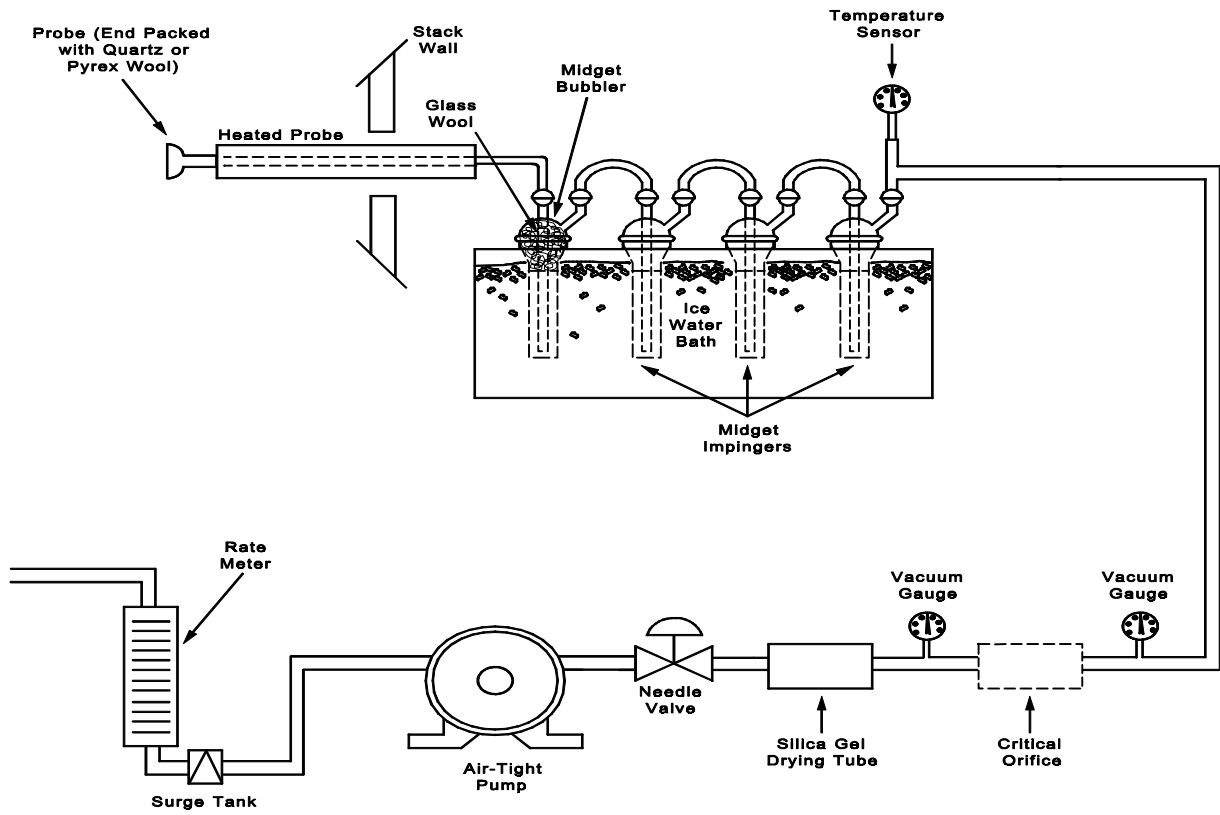 Temperature
Sensor
Probe (End Packed
with Quartz or
Pyrex Wool)
Stack
Wall
Midget
Bubbler
Glass
Wool
Heated Probe
Ice
Water
Bath
Midget
Impingers
Rate
Meter
Vacuum
Gauge
Vacuum
Gauge
Needle
Valve
Silica Gel
Drying Tube
Critical
Orifice
Air-Tight
Pump
Surge Tank